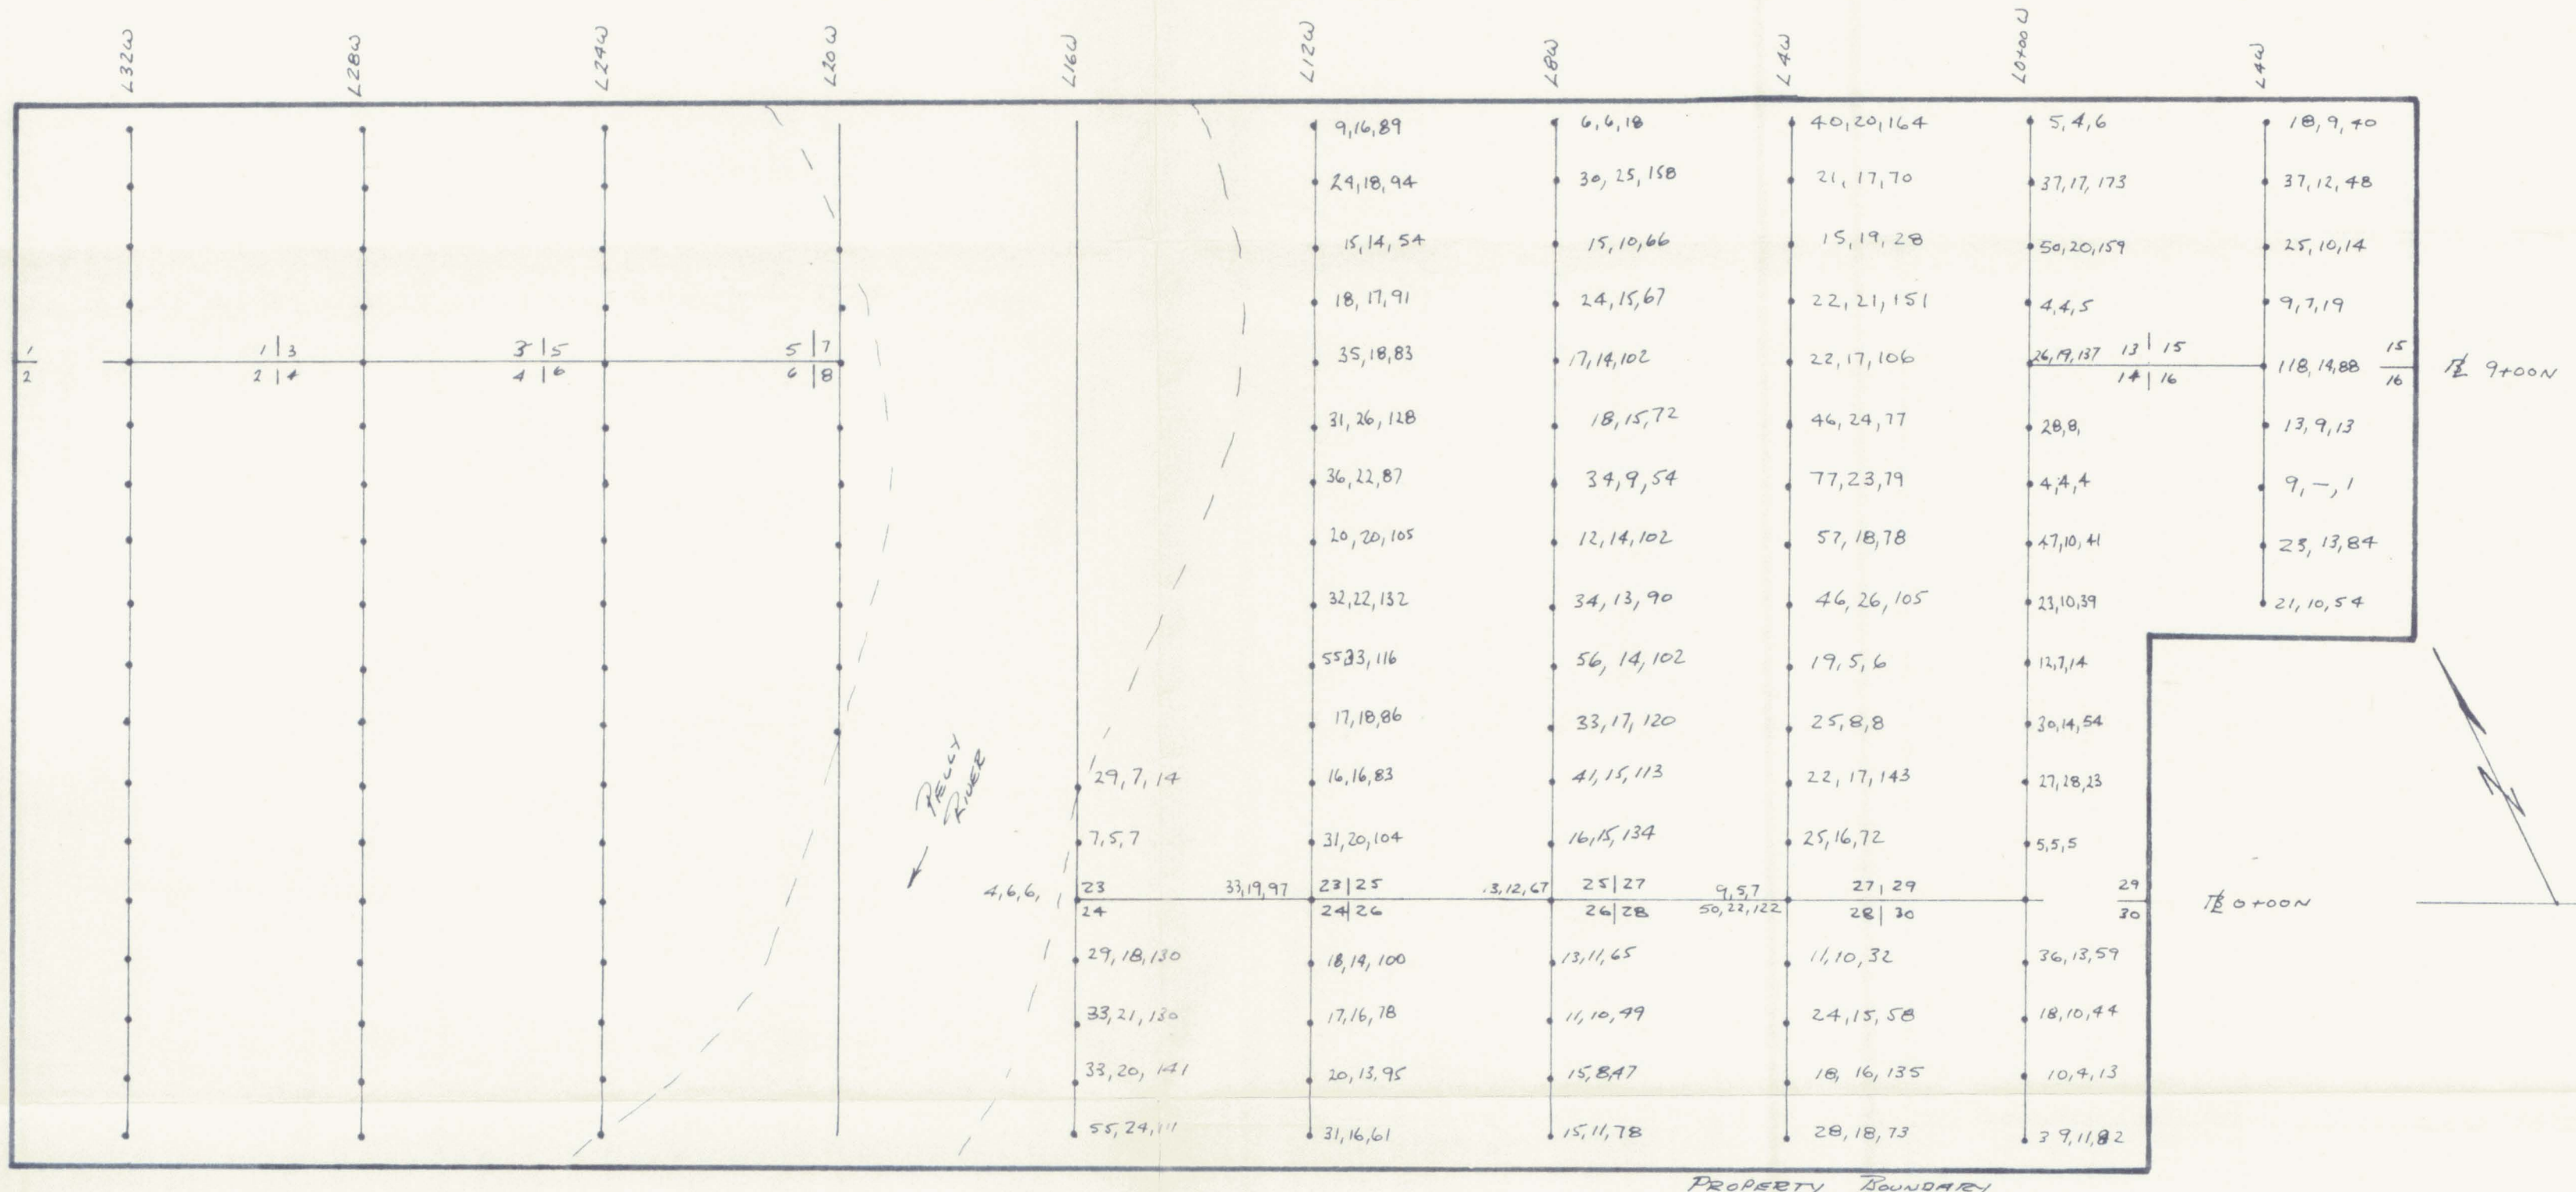 L32W L28W L24W L20W L16W L12W L8W L4W L0+00W L4W
9,16,89 6,6,18 40,20,164 5,4,6 18,9,40
24,18,94 30,25,158 21,17,70 37,17,173 37,12,48
15,14,54 15,10,66 15,19,28 50,20,159 25,10,14
18,17,91 24,15,67 22,21,151 4,4,5 9,7,19
1 1|3 3|5 5|7 35,18,83 17,14,102 22,17,106 26,19,137 13|15 118,14,88 15
2 2|4 4|6 6|8 14|16 16 9+00N
31,26,128 18,15,72 46,24,77 28,8, 13,9,13
36,22,87 34,9,54 77,23,79 4,4,4 9,-,1
20,20,105 12,14,102 57,18,78 47,10,41 23,13,84
32,22,132 34,13,90 46,26,105 23,10,39 21,10,54
5533,116 56,14,102 19,5,6 12,7,14
17,18,86 33,17,120 25,8,8 30,14,54
PELLY
RIVER
29,7,14 16,16,83 41,15,113 22,17,143 27,28,23
7,5,7 31,20,104 16,15,134 25,16,72 5,5,5
4,6,6, 23 33,19,97 23|25 13,12,67 25|27 9,5,7 27|29 29
24 24|26 26|28 50,22,122 28|30 30 0+00N
29,18,130 18,14,100 13,11,65 11,10,32 36,13,59
33,21,130 17,16,78 11,10,49 24,15,58 18,10,44
33,20,141 20,13,95 15,8,47 18,16,135 10,4,13
55,24,111 31,16,61 15,11,78 28,18,73 39,11,82
N
PROPERTY BOUNDARY